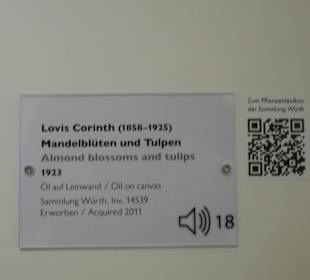 Zum Pflanzenlexikon
der Sammlung Würth
Lovis Corinth (1858–1925)
Mandelblüten und Tulpen
Almond blossoms and tulips
1923
Öl auf Leinwand / Oil on canvas
Sammlung Würth, Inv. 14539
Erworben / Acquired 2011
18